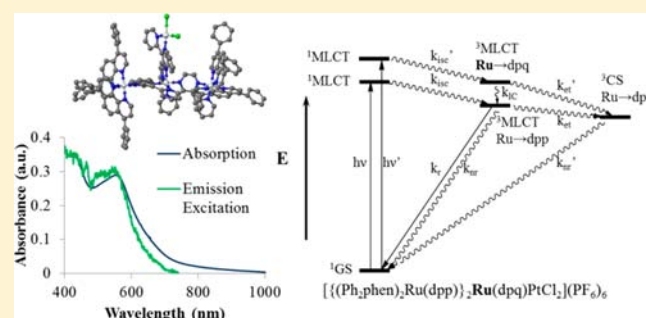 ¹MLCT
k_isc'
³MLCT
Ru→dpq
k_et'
³CS
¹MLCT
k_isc
k_IC
Ru→dp
k_et
³MLCT
Ru→dpp
E
hν
hν'
k_r
k_nr
k_nr'
¹GS
[{(Ph₂phen)₂Ru(dpp)}₂Ru(dpq)PtCl₂](PF₆)₆
0.4
0.3
0.2
0.1
0
Absorbance (a.u.)
Absorption
Emission
Excitation
400
600
800
1000
Wavelength (nm)